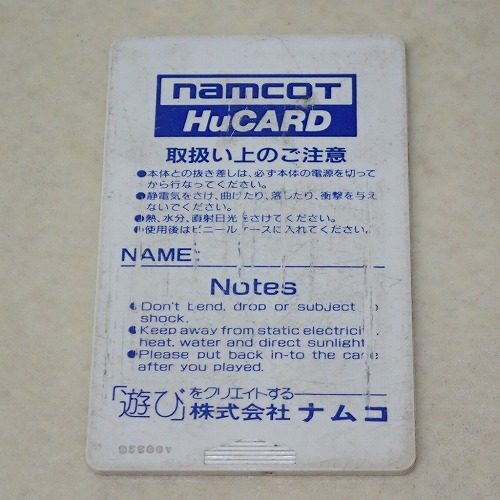 namcot
HuCARD
取扱い上のご注意
●本体との抜き差しは、必ず本体の電源を切って
から行なってください。
●静電気をさけ、曲げたり、落したり、衝撃を与え
ないでください。
●熱、水分、直射日光をさけてください。
●使用後はビニールケースに入れてください。
NAME:
Notes
●Don't bend, drop or subject to
shock.
●Keep away from static electricity,
heat, water and direct sunlight.
●Please put back in-to the case
after you played.
「遊び」をクリエイトする
株式会社 ナムコ